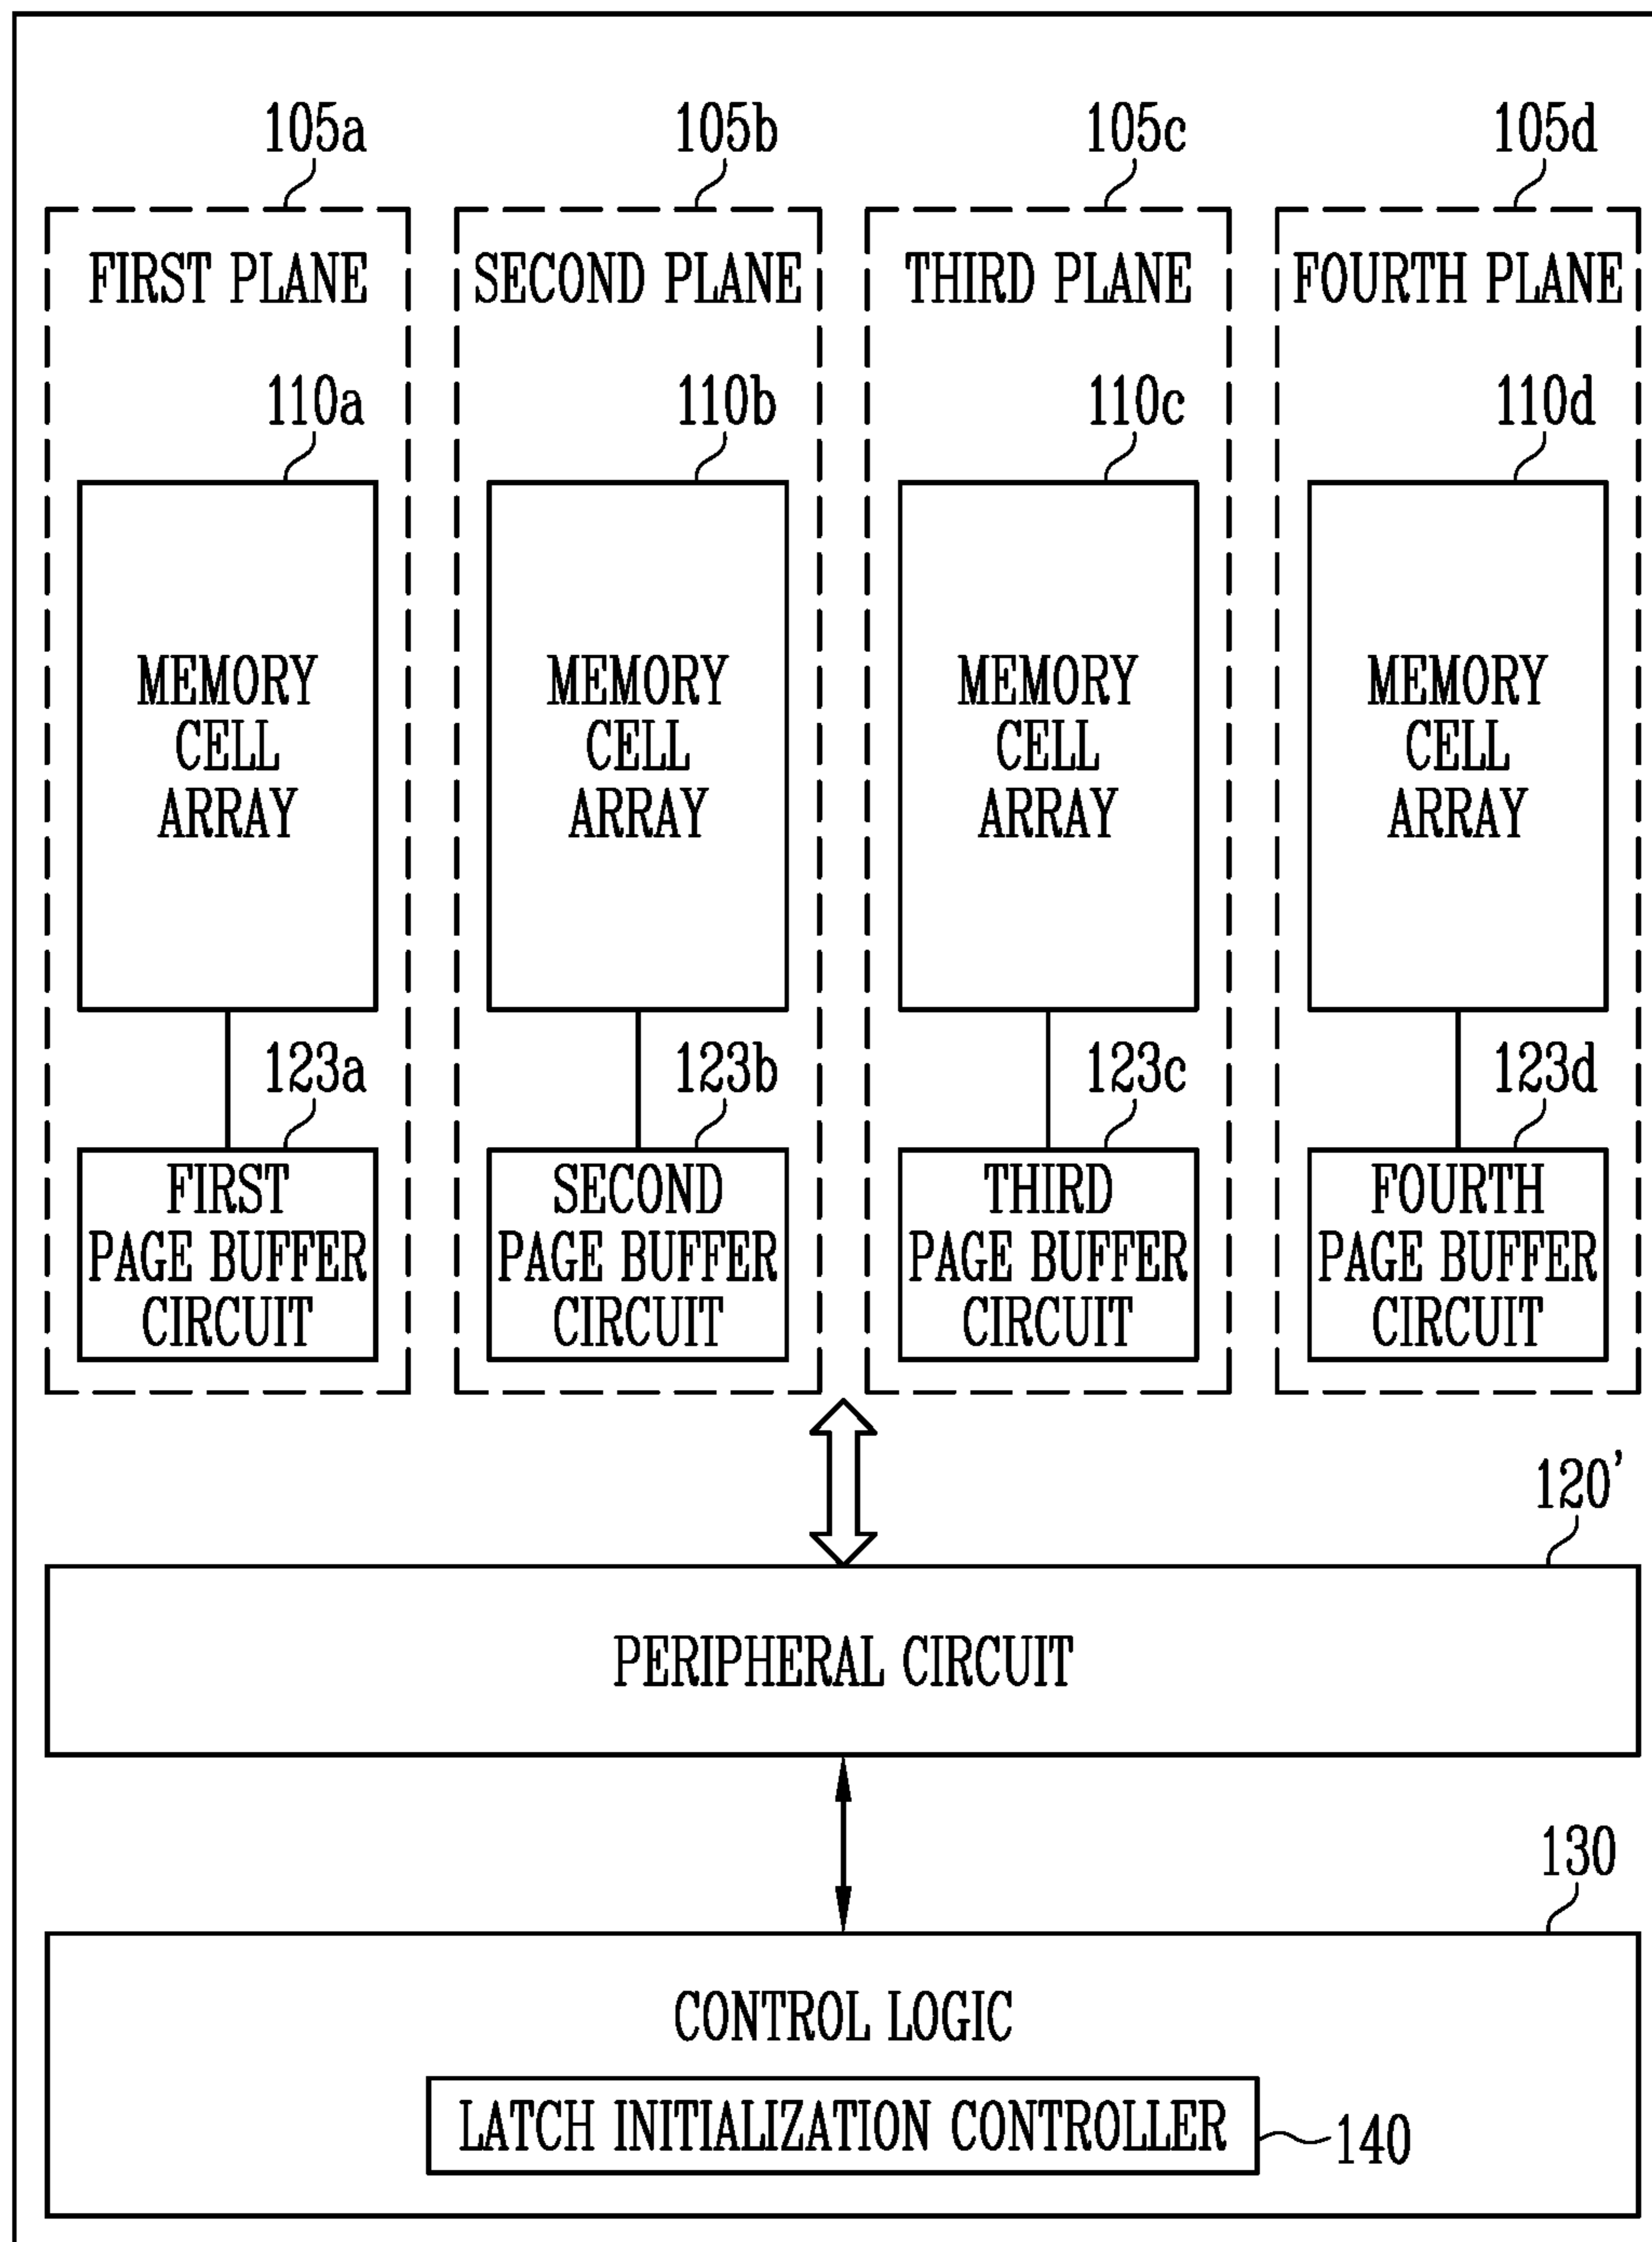 105a 105b 105c 105d
FIRST PLANE SECOND PLANE THIRD PLANE FOURTH PLANE
110a 110b 110c 110d
MEMORY CELL ARRAY
MEMORY CELL ARRAY
MEMORY CELL ARRAY
MEMORY CELL ARRAY
123a 123b 123c 123d
FIRST
PAGE BUFFER
CIRCUIT
SECOND
PAGE BUFFER
CIRCUIT
THIRD
PAGE BUFFER
CIRCUIT
FOURTH
PAGE BUFFER
CIRCUIT
120'
PERIPHERAL CIRCUIT
130
CONTROL LOGIC
LATCH INITIALIZATION CONTROLLER
140